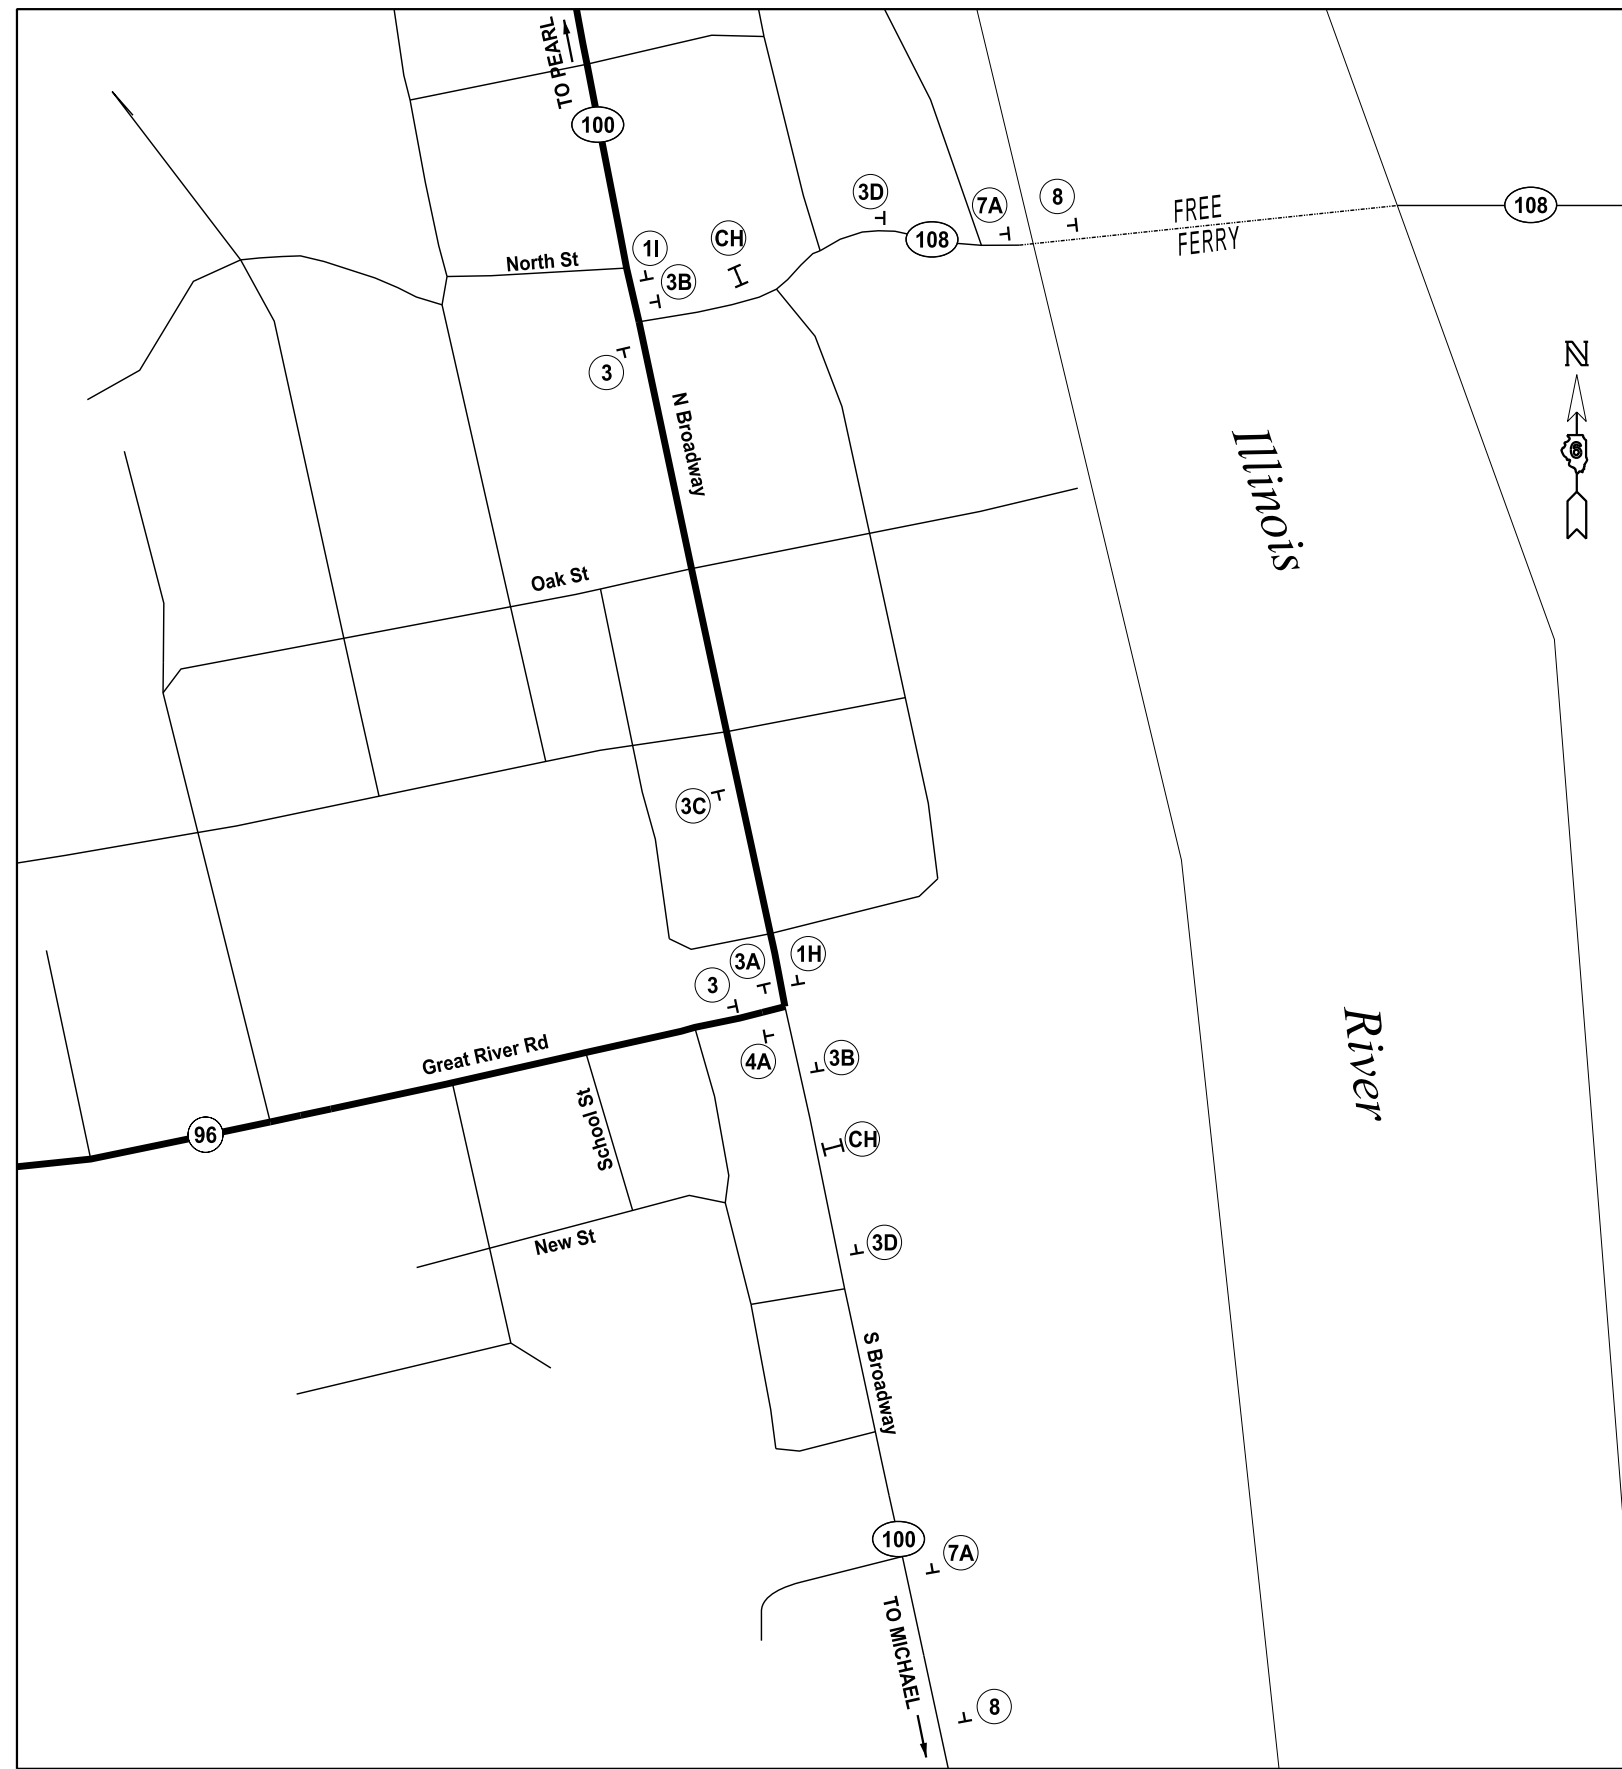 TO PEARL
100
3D
7A
8
FREE
FERRY
108
108
1I
CH
North St
3B
3
N
6
N Broadway
Illinois
Oak St
3C
3A
1H
3
River
Great River Rd
4A
3B
96
School St
CH
New St
3D
S Broadway
100
7A
TO MICHAEL
8